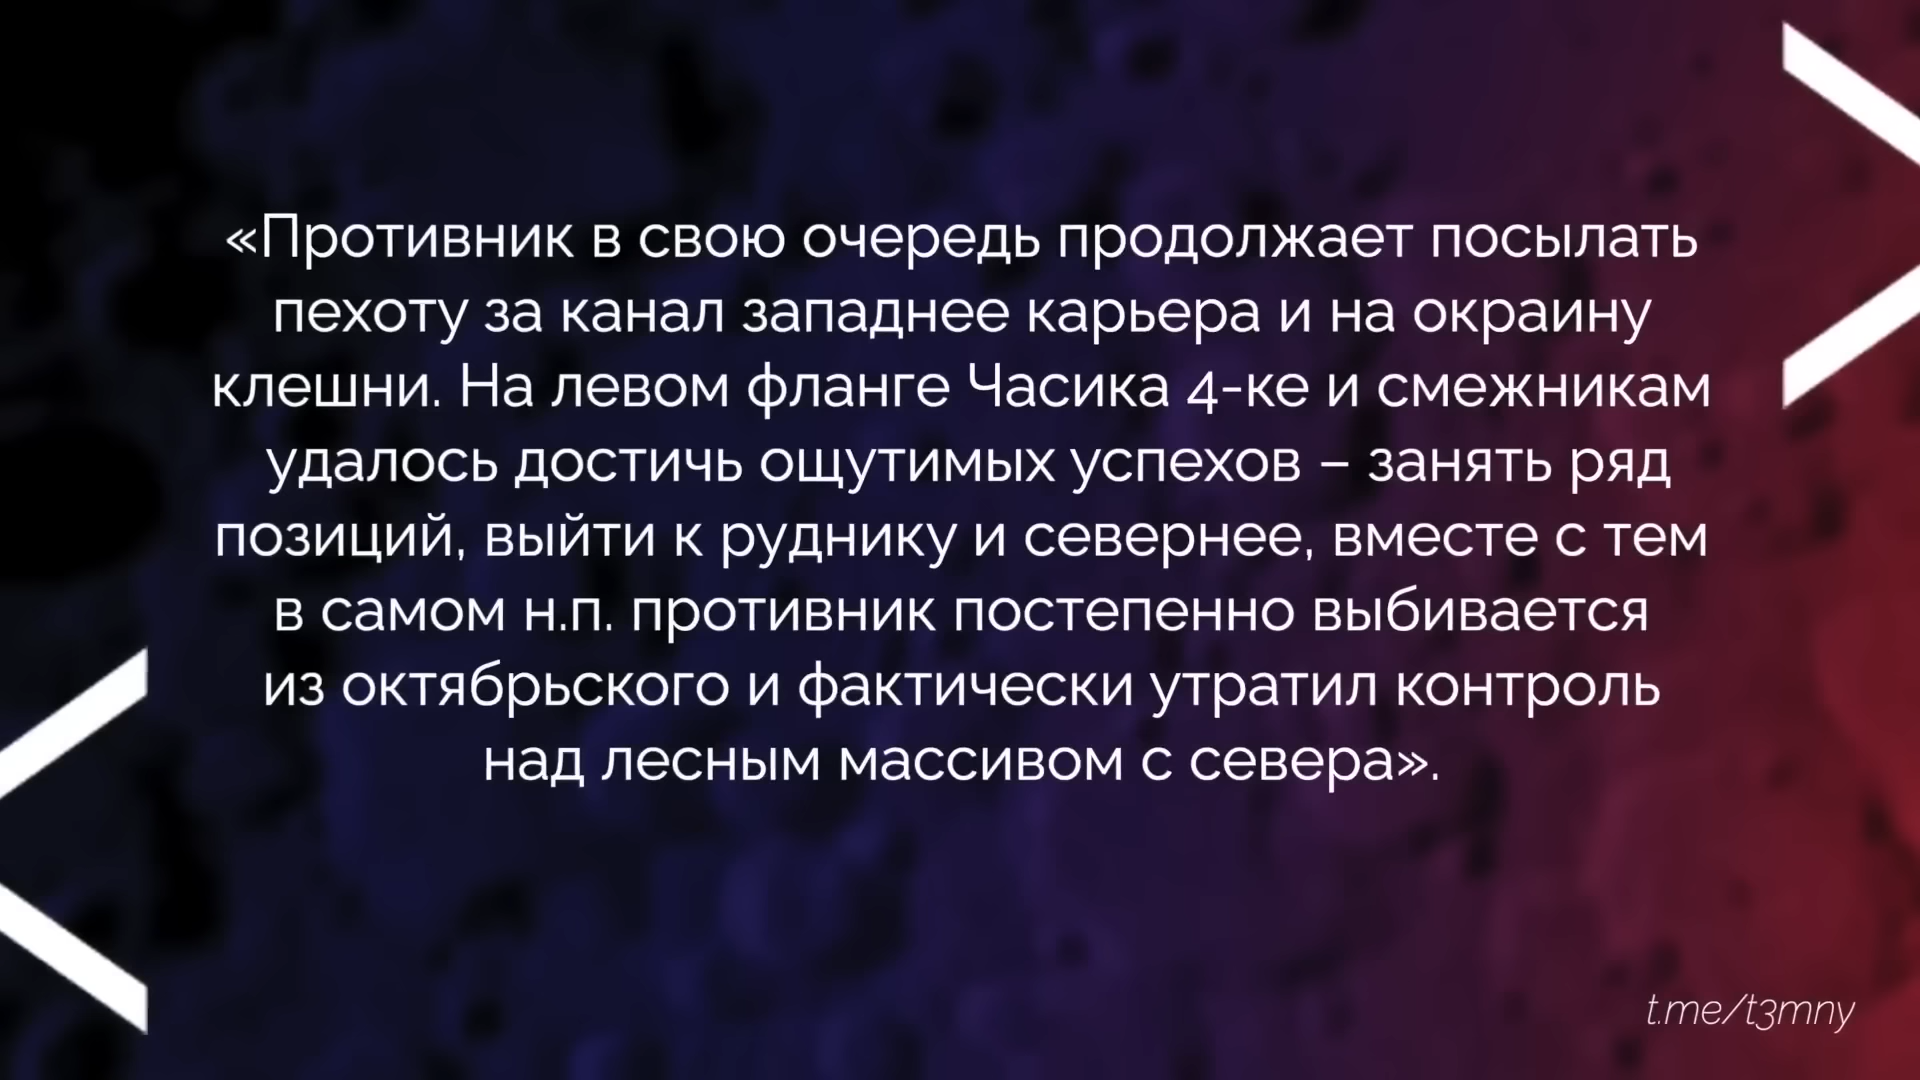 «Противник в свою очередь продолжает посылать
пехоту за канал западнее карьера и на окраину
клешни. На левом фланге Часика 4-ке и смежникам
удалось достичь ощутимых успехов – занять ряд
позиций, выйти к руднику и севернее, вместе с тем
в самом н.п. противник постепенно выбивается
из октябрьского и фактически утратил контроль
над лесным массивом с севера».
t.me/t3mny